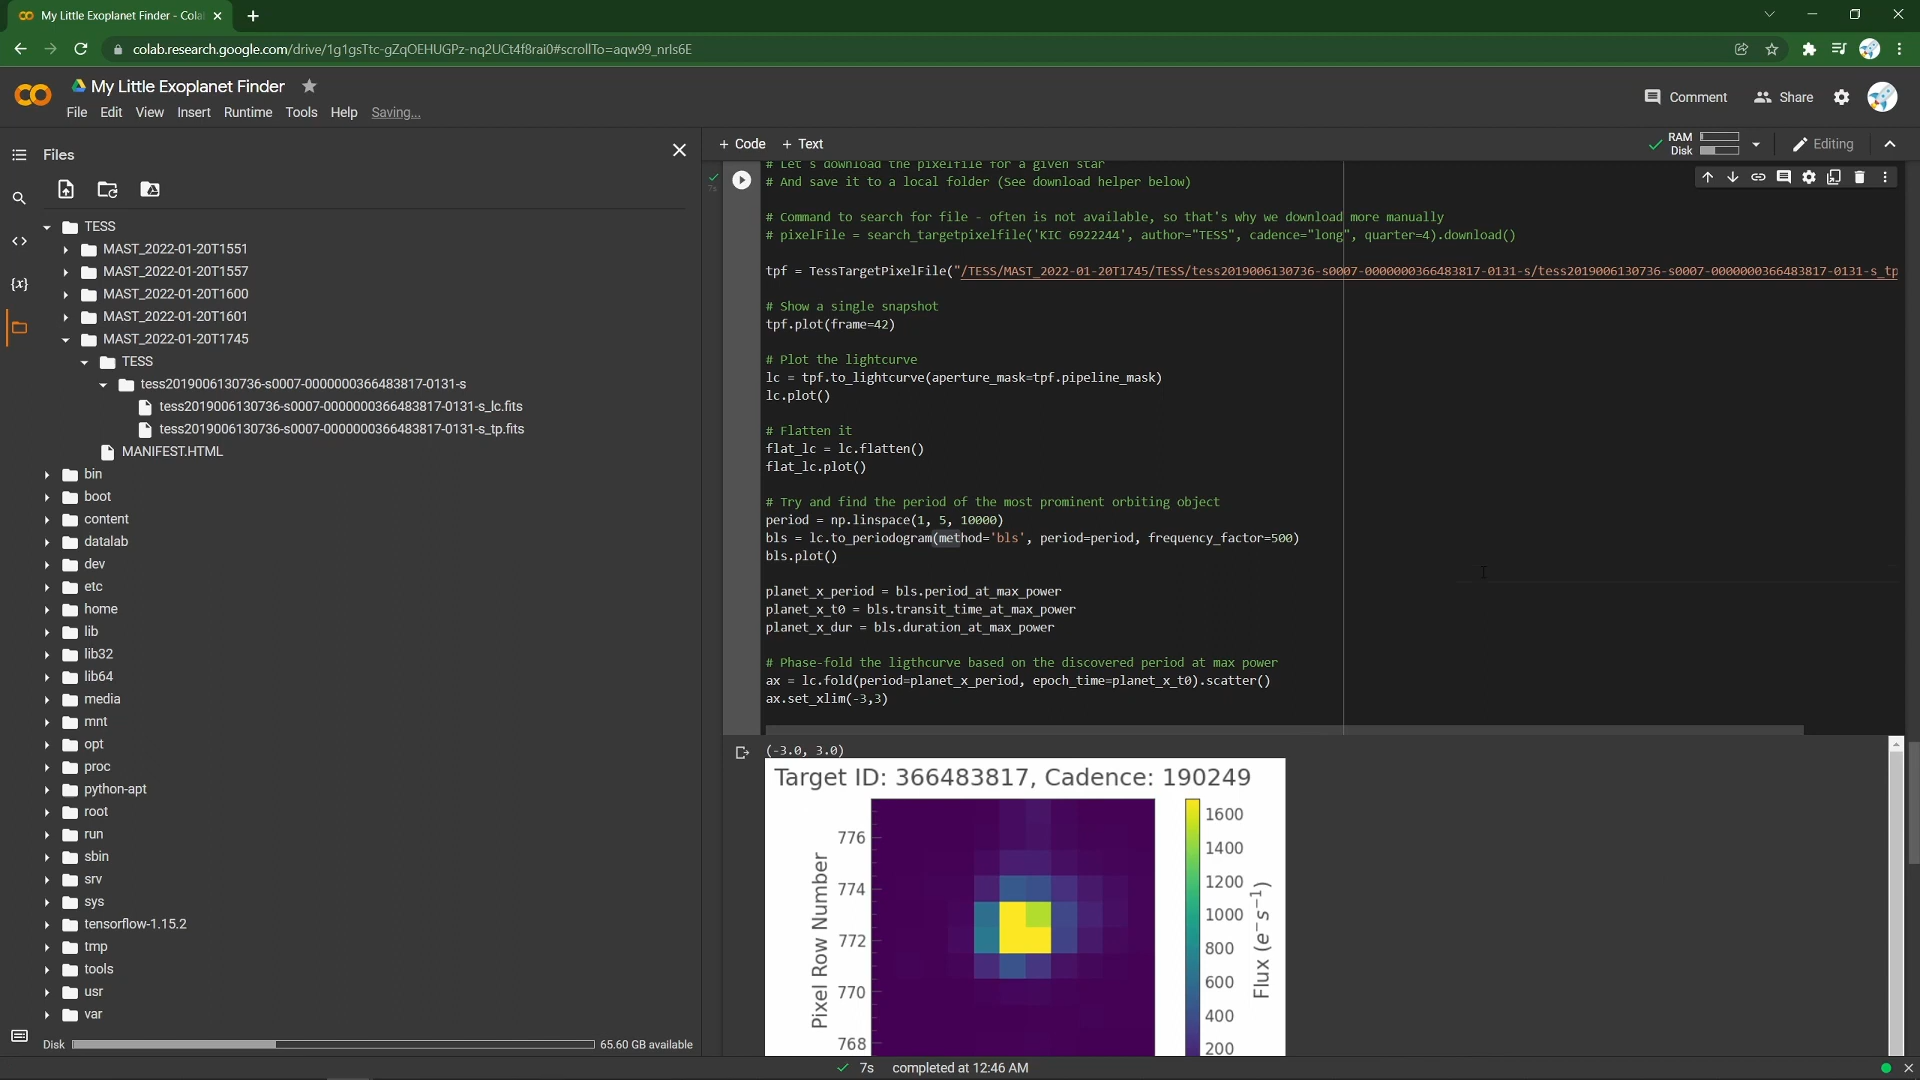 My Little Exoplanet Finder - Cola
colab.research.google.com/drive/1g1gsTtc-gZqOEHUGPz-nq2UCt4f8rai0#scrollTo=aqw99_nrls6E
My Little Exoplanet Finder
File Edit View Insert Runtime Tools Help Saving...
Comment Share
Files
+ Code + Text
RAM
Disk
Editing
TESS
MAST_2022-01-20T1551
MAST_2022-01-20T1557
MAST_2022-01-20T1600
MAST_2022-01-20T1601
MAST_2022-01-20T1745
TESS
tess2019006130736-s0007-0000000366483817-0131-s
tess2019006130736-s0007-0000000366483817-0131-s_lc.fits
tess2019006130736-s0007-0000000366483817-0131-s_tp.fits
MANIFEST.HTML
bin
boot
content
datalab
dev
etc
home
lib
lib32
lib64
media
mnt
opt
proc
python-apt
root
run
sbin
srv
sys
tensorflow-1.15.2
tmp
tools
usr
var
Disk 65.60 GB available
7s
# Let's download the pixelfile for a given star
# And save it to a local folder (See download helper below)
# Command to search for file - often is not available, so that's why we download more manually
# pixelFile = search_targetpixelfile('KIC 6922244', author="TESS", cadence="long", quarter=4).download()
tpf = TessTargetPixelFile("/TESS/MAST_2022-01-20T1745/TESS/tess2019006130736-s0007-0000000366483817-0131-s/tess2019006130736-s0007-0000000366483817-0131-s_tp
# Show a single snapshot
tpf.plot(frame=42)
# Plot the lightcurve
lc = tpf.to_lightcurve(aperture_mask=tpf.pipeline_mask)
lc.plot()
# Flatten it
flat_lc = lc.flatten()
flat_lc.plot()
# Try and find the period of the most prominent orbiting object
period = np.linspace(1, 5, 10000)
bls = lc.to_periodogram(method='bls', period=period, frequency_factor=500)
bls.plot()
planet_x_period = bls.period_at_max_power
planet_x_t0 = bls.transit_time_at_max_power
planet_x_dur = bls.duration_at_max_power
# Phase-fold the ligthcurve based on the discovered period at max power
ax = lc.fold(period=planet_x_period, epoch_time=planet_x_t0).scatter()
ax.set_xlim(-3,3)
(-3.0, 3.0)
Target ID: 366483817, Cadence: 190249
Pixel Row Number
776
774
772
770
768
1600
1400
1200
1000
800
600
400
200
Flux (e⁻s⁻¹)
7s completed at 12:46 AM